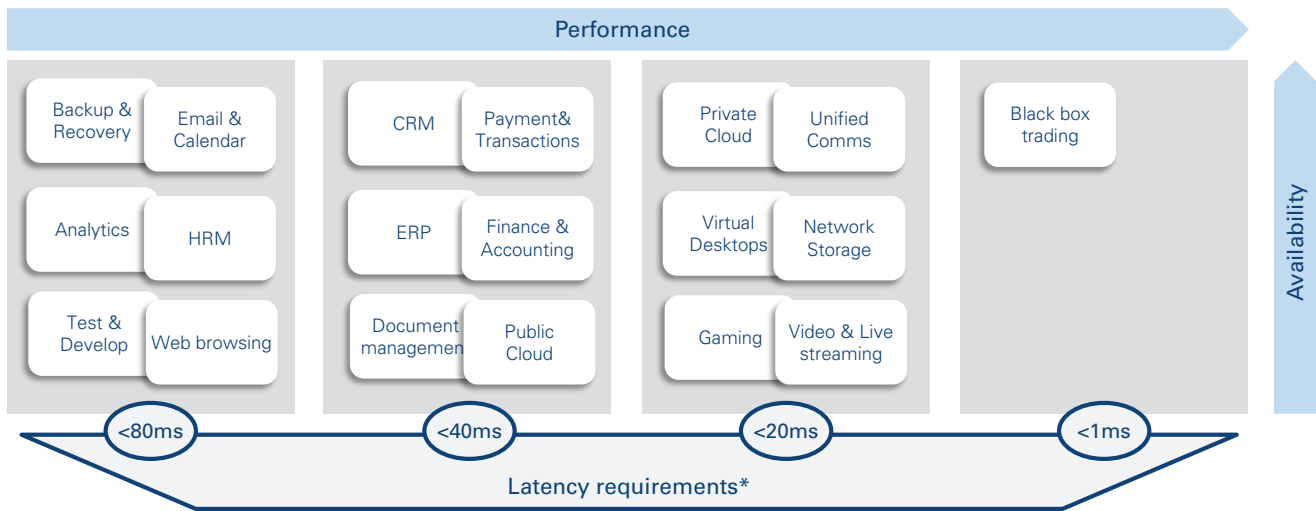 Performance
Backup &
Recovery
Email &
Calendar
Analytics
HRM
Test &
Develop
Web browsing
CRM
Payment&
Transactions
ERP
Finance &
Accounting
Document
managemen
Public
Cloud
Private
Cloud
Unified
Comms
Virtual
Desktops
Network
Storage
Gaming
Video & Live
streaming
Black box
trading
Availability
<80ms
<40ms
<20ms
<1ms
Latency requirements*